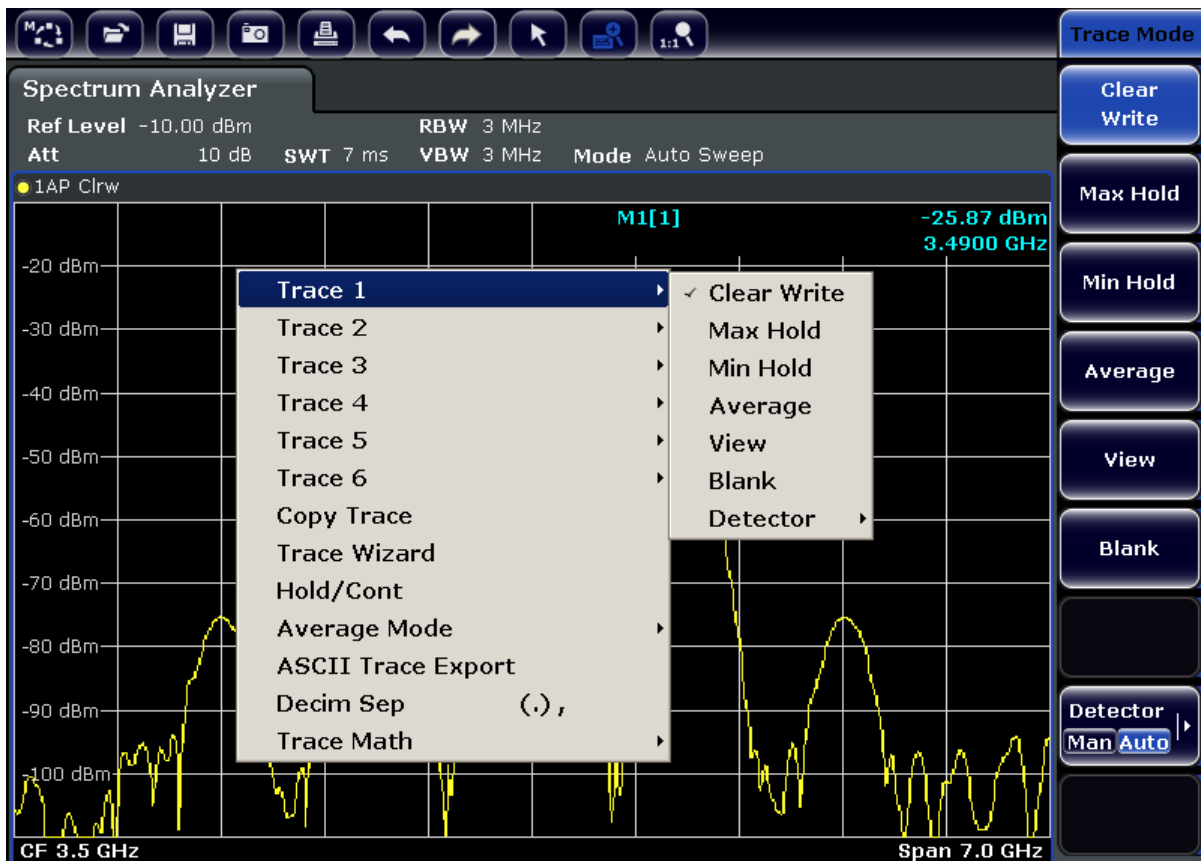 M
1:1
Trace Mode
Spectrum Analyzer
Ref Level -10.00 dBm RBW 3 MHz
Att 10 dB SWT 7 ms VBW 3 MHz Mode Auto Sweep
1AP Clrw
M1[1] -25.87 dBm
3.4900 GHz
-20 dBm
-30 dBm
-40 dBm
-50 dBm
-60 dBm
-70 dBm
-80 dBm
-90 dBm
-100 dBm
CF 3.5 GHz Span 7.0 GHz
Trace 1
Trace 2
Trace 3
Trace 4
Trace 5
Trace 6
Copy Trace
Trace Wizard
Hold/Cont
Average Mode
ASCII Trace Export
Decim Sep (.) ,
Trace Math
Clear Write
Max Hold
Min Hold
Average
View
Blank
Detector
Clear
Write
Max Hold
Min Hold
Average
View
Blank
Detector
Man Auto